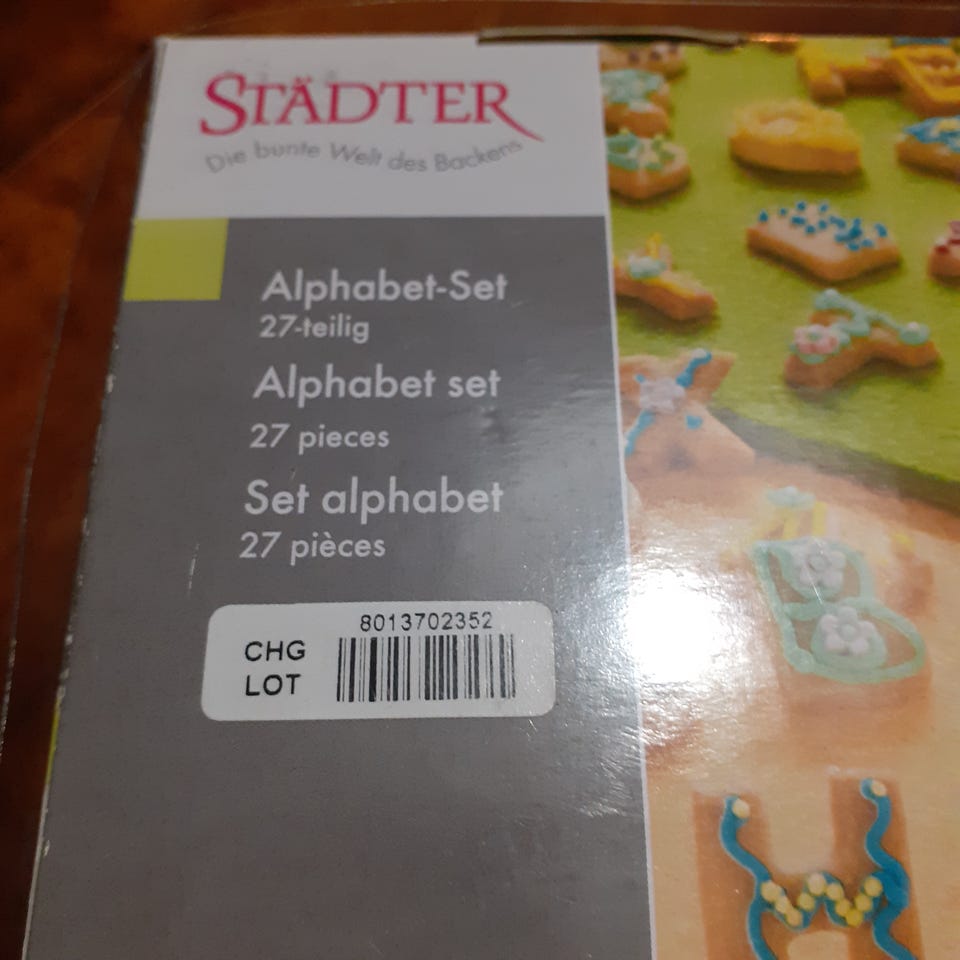 STÄDTER
Die bunte Welt des Backens
Alphabet-Set
27-teilig
Alphabet set
27 pieces
Set alphabet
27 pièces
8013702352
CHG
LOT